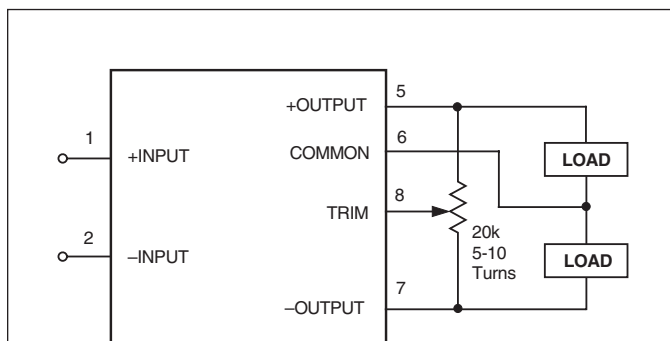 5
+OUTPUT
1
6
+INPUT
COMMON
LOAD
8
TRIM
20k
5-10
Turns
2
–INPUT
LOAD
7
–OUTPUT